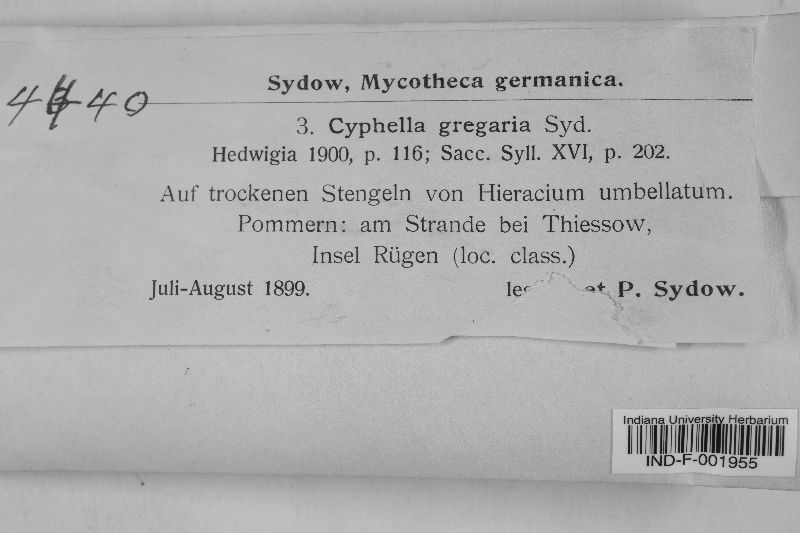 4440
Sydow, Mycotheca germanica.
3. Cyphella gregaria Syd.
Hedwigia 1900, p. 116; Sacc. Syll. XVI, p. 202.
Auf trockenen Stengeln von Hieracium umbellatum.
Pommern: am Strande bei Thiessow,
Insel Rügen (loc. class.)
Juli-August 1899. P. Sydow.
Indiana University Herbarium
IND-F-001955